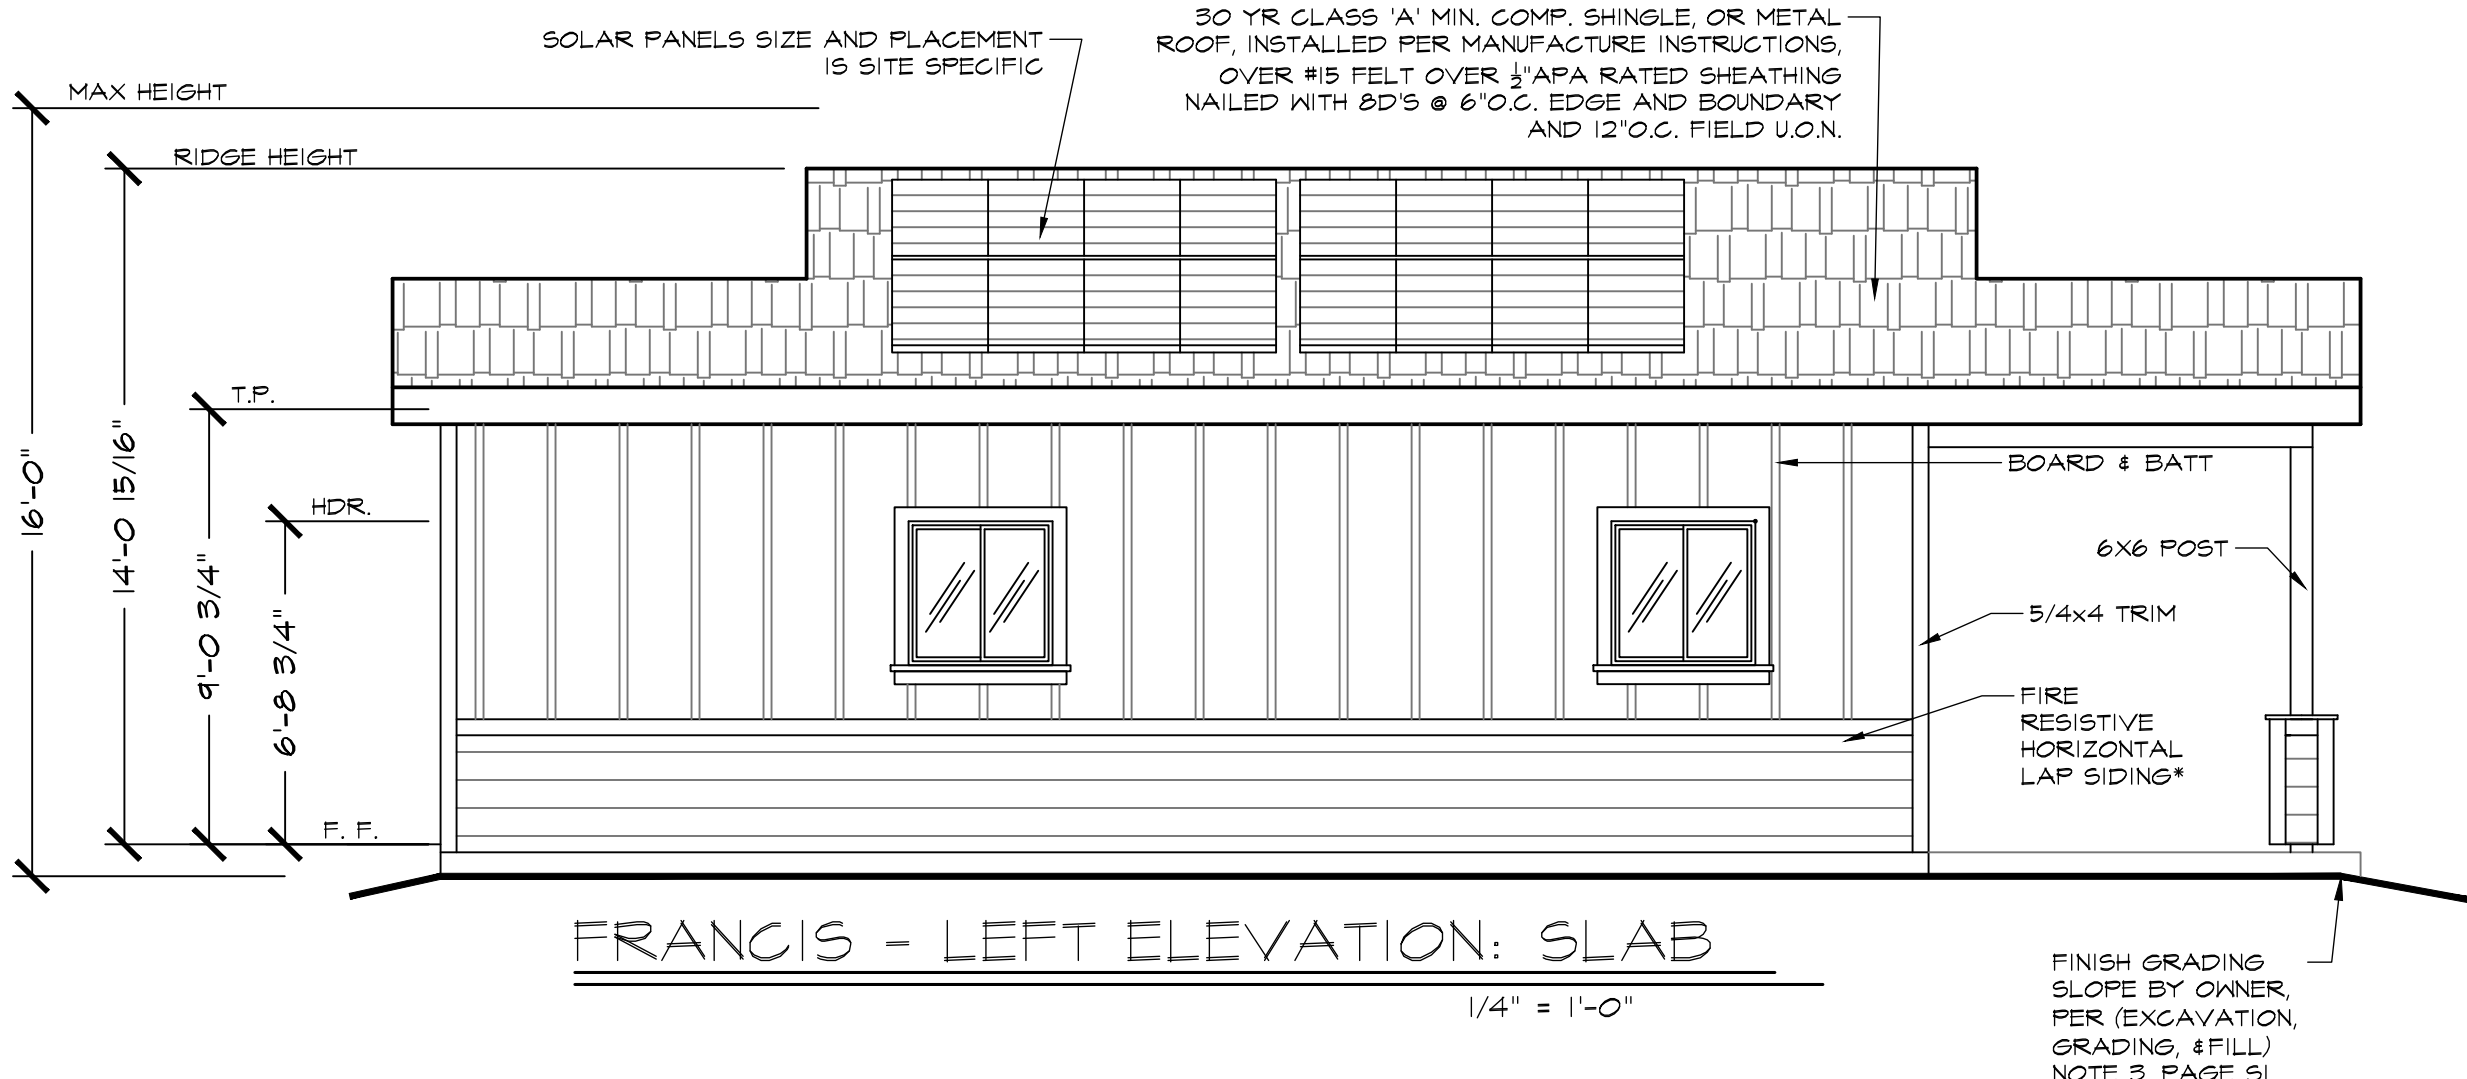 SOLAR PANELS SIZE AND PLACEMENT
IS SITE SPECIFIC
30 YR CLASS 'A' MIN. COMP. SHINGLE, OR METAL
ROOF, INSTALLED PER MANUFACTURE INSTRUCTIONS,
OVER #15 FELT OVER ½"APA RATED SHEATHING
NAILED WITH 8D'S @ 6"O.C. EDGE AND BOUNDARY
AND 12"O.C. FIELD U.O.N.
MAX HEIGHT
RIDGE HEIGHT
T.P.
HDR.
F. F.
16'-0"
14'-0 15/16"
9'-0 3/4"
6'-8 3/4"
BOARD & BATT
6X6 POST
5/4x4 TRIM
FIRE
RESISTIVE
HORIZONTAL
LAP SIDING*
FRANCIS - LEFT ELEVATION: SLAB
1/4" = 1'-0"
FINISH GRADING
SLOPE BY OWNER,
PER (EXCAVATION,
GRADING, &FILL)
NOTE 3, PAGE S1